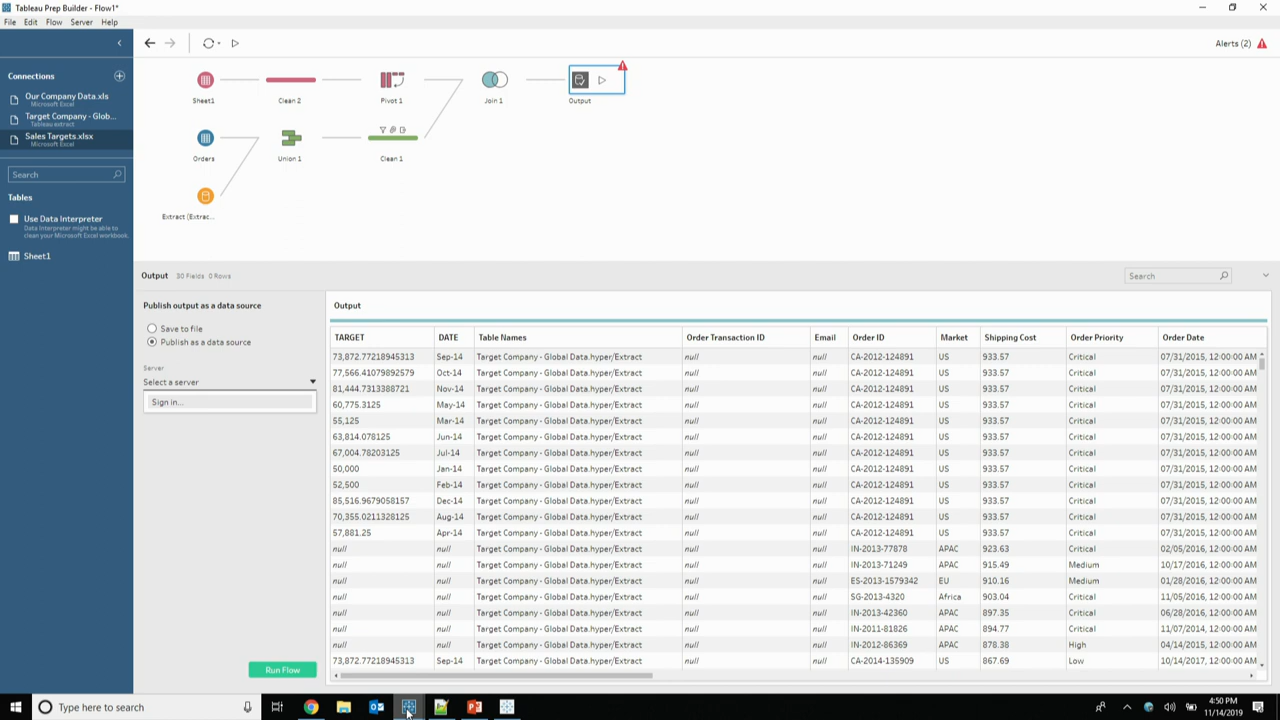 Tableau Prep Builder - Flow1*
File Edit Flow Server Help
Alerts (2)
Connections
Our Company Data.xls
Microsoft Excel
Target Company - Glob...
Tableau extract
Sales Targets.xlsx
Microsoft Excel
Search
Tables
Use Data Interpreter
Data Interpreter might be able to
clean your Microsoft Excel workbook.
Sheet1
Sheet1 Clean 2 Pivot 1 Join 1 Output
Orders Union 1 Clean 1
Extract (Extrac...
Output 30 Fields 0 Rows
Search
Publish output as a data source
Save to file
Publish as a data source
Server
Select a server
Sign in...
Run Flow
Output
TARGET DATE Table Names Order Transaction ID Email Order ID Market Shipping Cost Order Priority Order Date
73,872.77218945313 Sep-14 Target Company - Global Data.hyper/Extract null null CA-2012-124891 US 933.57 Critical 07/31/2015, 12:00:00 AM
77,566.41079892579 Oct-14 Target Company - Global Data.hyper/Extract null null CA-2012-124891 US 933.57 Critical 07/31/2015, 12:00:00 AM
81,444.7313388721 Nov-14 Target Company - Global Data.hyper/Extract null null CA-2012-124891 US 933.57 Critical 07/31/2015, 12:00:00 AM
60,775.3125 May-14 Target Company - Global Data.hyper/Extract null null CA-2012-124891 US 933.57 Critical 07/31/2015, 12:00:00 AM
55,125 Mar-14 Target Company - Global Data.hyper/Extract null null CA-2012-124891 US 933.57 Critical 07/31/2015, 12:00:00 AM
63,814.078125 Jun-14 Target Company - Global Data.hyper/Extract null null CA-2012-124891 US 933.57 Critical 07/31/2015, 12:00:00 AM
67,004.78203125 Jul-14 Target Company - Global Data.hyper/Extract null null CA-2012-124891 US 933.57 Critical 07/31/2015, 12:00:00 AM
50,000 Jan-14 Target Company - Global Data.hyper/Extract null null CA-2012-124891 US 933.57 Critical 07/31/2015, 12:00:00 AM
52,500 Feb-14 Target Company - Global Data.hyper/Extract null null CA-2012-124891 US 933.57 Critical 07/31/2015, 12:00:00 AM
85,516.9679058157 Dec-14 Target Company - Global Data.hyper/Extract null null CA-2012-124891 US 933.57 Critical 07/31/2015, 12:00:00 AM
70,355.0211328125 Aug-14 Target Company - Global Data.hyper/Extract null null CA-2012-124891 US 933.57 Critical 07/31/2015, 12:00:00 AM
57,881.25 Apr-14 Target Company - Global Data.hyper/Extract null null CA-2012-124891 US 933.57 Critical 07/31/2015, 12:00:00 AM
null null Target Company - Global Data.hyper/Extract null null IN-2013-77878 APAC 923.63 Critical 02/05/2016, 12:00:00 AM
null null Target Company - Global Data.hyper/Extract null null IN-2013-71249 APAC 915.49 Medium 10/17/2016, 12:00:00 AM
null null Target Company - Global Data.hyper/Extract null null ES-2013-1579342 EU 910.16 Medium 01/28/2016, 12:00:00 AM
null null Target Company - Global Data.hyper/Extract null null SG-2013-4320 Africa 903.04 Critical 11/05/2016, 12:00:00 AM
null null Target Company - Global Data.hyper/Extract null null IN-2013-42360 APAC 897.35 Critical 06/28/2016, 12:00:00 AM
null null Target Company - Global Data.hyper/Extract null null IN-2011-81826 APAC 894.77 Critical 11/07/2014, 12:00:00 AM
null null Target Company - Global Data.hyper/Extract null null IN-2012-86369 APAC 878.38 High 04/14/2015, 12:00:00 AM
73,872.77218945313 Sep-14 Target Company - Global Data.hyper/Extract null null CA-2014-135909 US 867.69 Low 10/14/2017, 12:00:00 AM
Type here to search
4:50 PM
11/14/2019